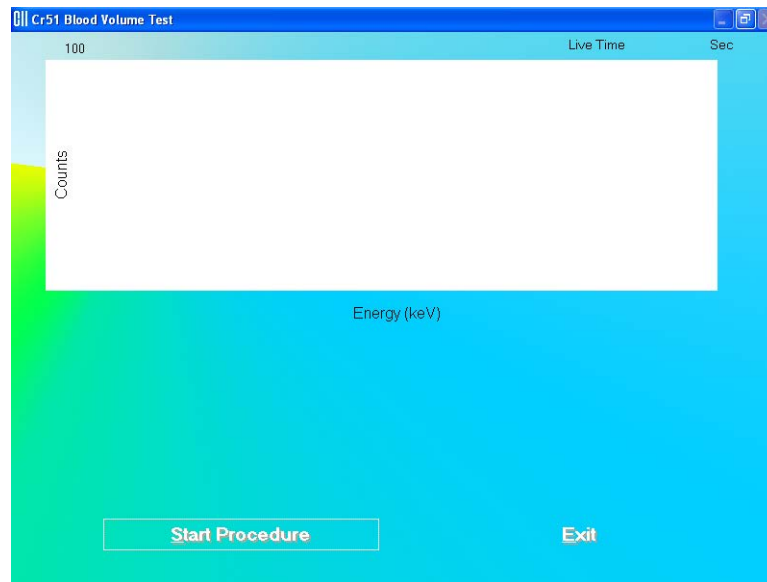 Cr51 Blood Volume Test
100 Live Time Sec
Counts
Energy (keV)
Start Procedure Exit